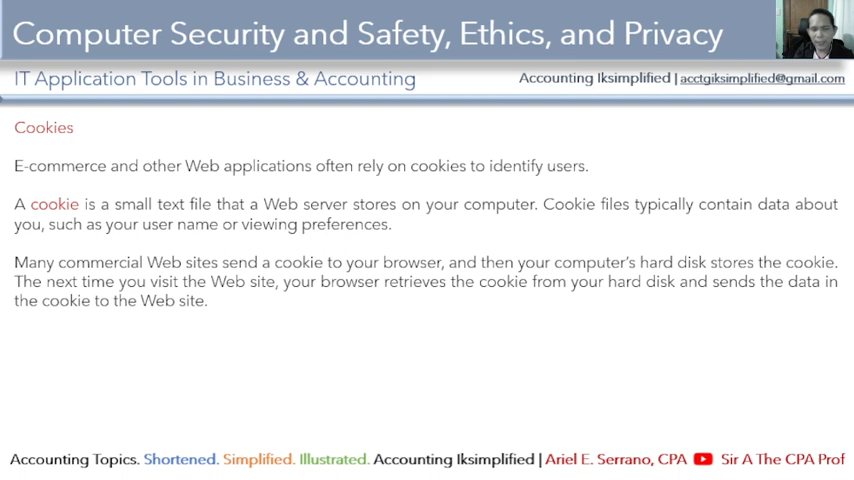 Computer Security and Safety, Ethics, and Privacy
IT Application Tools in Business & Accounting
Accounting Iksimplified | acctgiksimplified@gmail.com
Cookies
E-commerce and other Web applications often rely on cookies to identify users.
A cookie is a small text file that a Web server stores on your computer. Cookie files typically contain data about
you, such as your user name or viewing preferences.
Many commercial Web sites send a cookie to your browser, and then your computer's hard disk stores the cookie.
The next time you visit the Web site, your browser retrieves the cookie from your hard disk and sends the data in
the cookie to the Web site.
Accounting Topics. Shortened. Simplified. Illustrated. Accounting Iksimplified | Ariel E. Serrano, CPA Sir A The CPA Prof